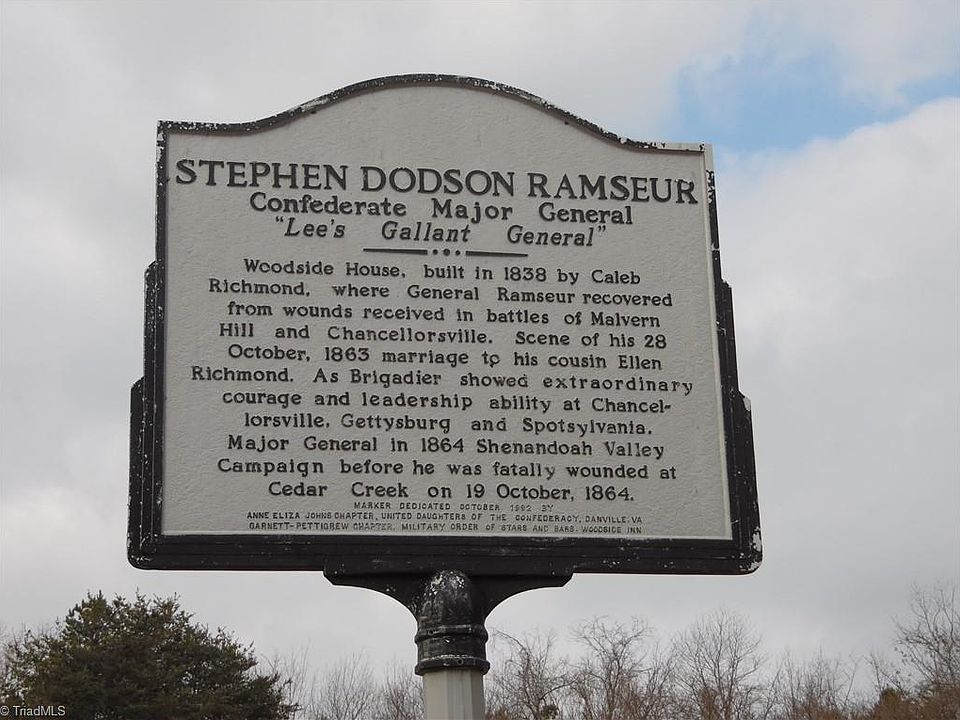 STEPHEN DODSON RAMSEUR
Confederate Major General
"Lee's Gallant General"
Woodside House, built in 1838 by Caleb
Richmond, where General Ramseur recovered
from wounds received in battles of Malvern
Hill and Chancellorsville. Scene of his 28
October, 1863 marriage to his cousin Ellen
Richmond. As Brigadier showed extraordinary
courage and leadership ability at Chancel-
lorsville, Gettysburg and Spotsylvania.
Major General in 1864 Shenandoah Valley
Campaign before he was fatally wounded at
Cedar Creek on 19 October, 1864.
MARKER DEDICATED OCTOBER 1992 BY
ANNE ELIZA JOHNS CHAPTER, UNITED DAUGHTERS OF THE CONFEDERACY, DANVILLE, VA
GARNETT-PETTIGREW CHAPTER, MILITARY ORDER OF STARS AND BARS, WOODSIDE INN
© TriadMLS